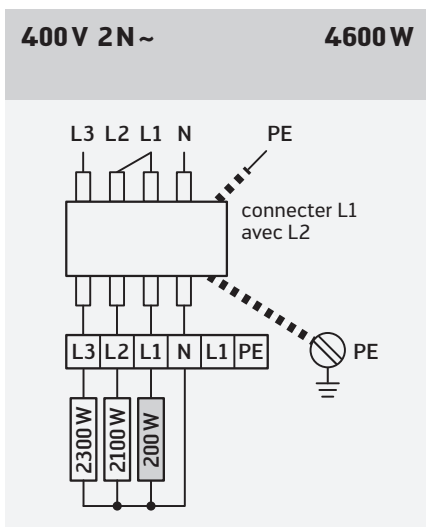 400 V 2 N ~ 4600 W
L3 L2 L1 N PE
connecter L1
avec L2
L3 L2 L1 N L1 PE PE
2300 W 2100 W 200 W